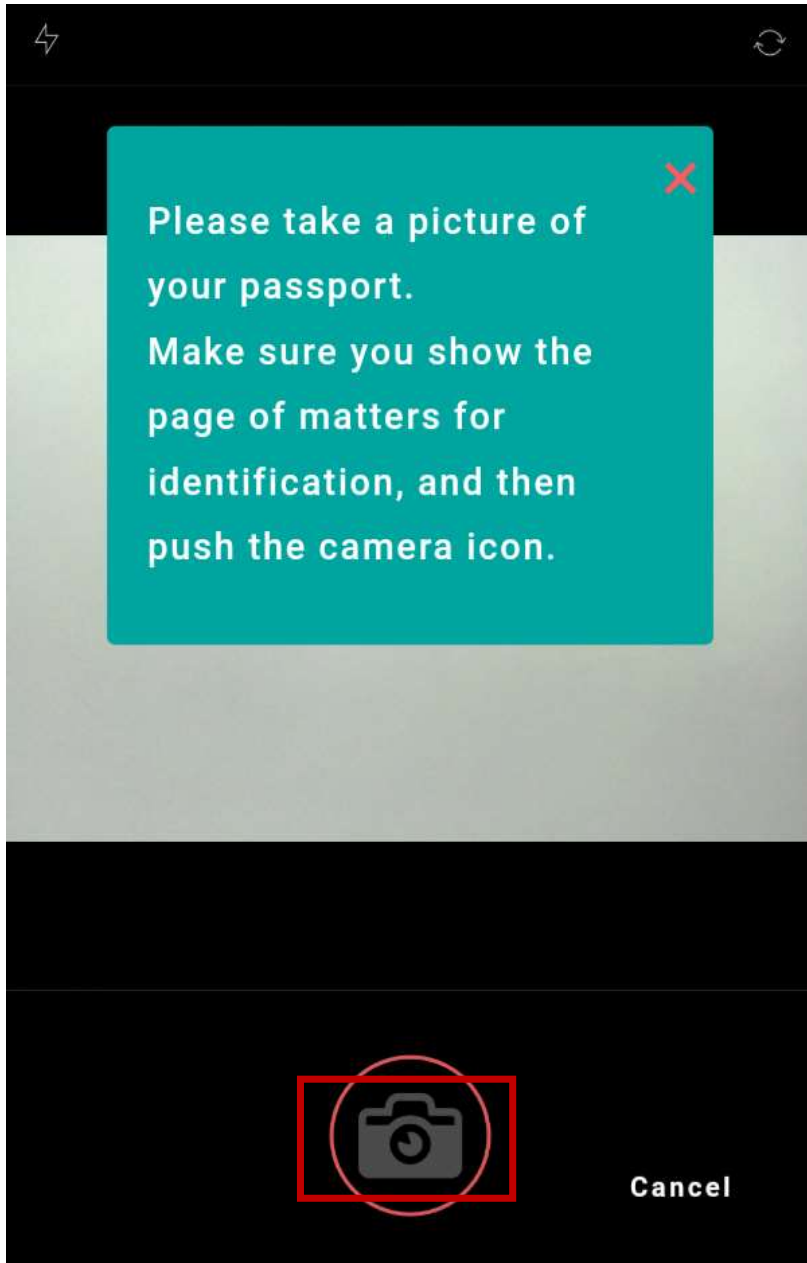 Please take a picture of
your passport.
Make sure you show the
page of matters for
identification, and then
push the camera icon.
Cancel